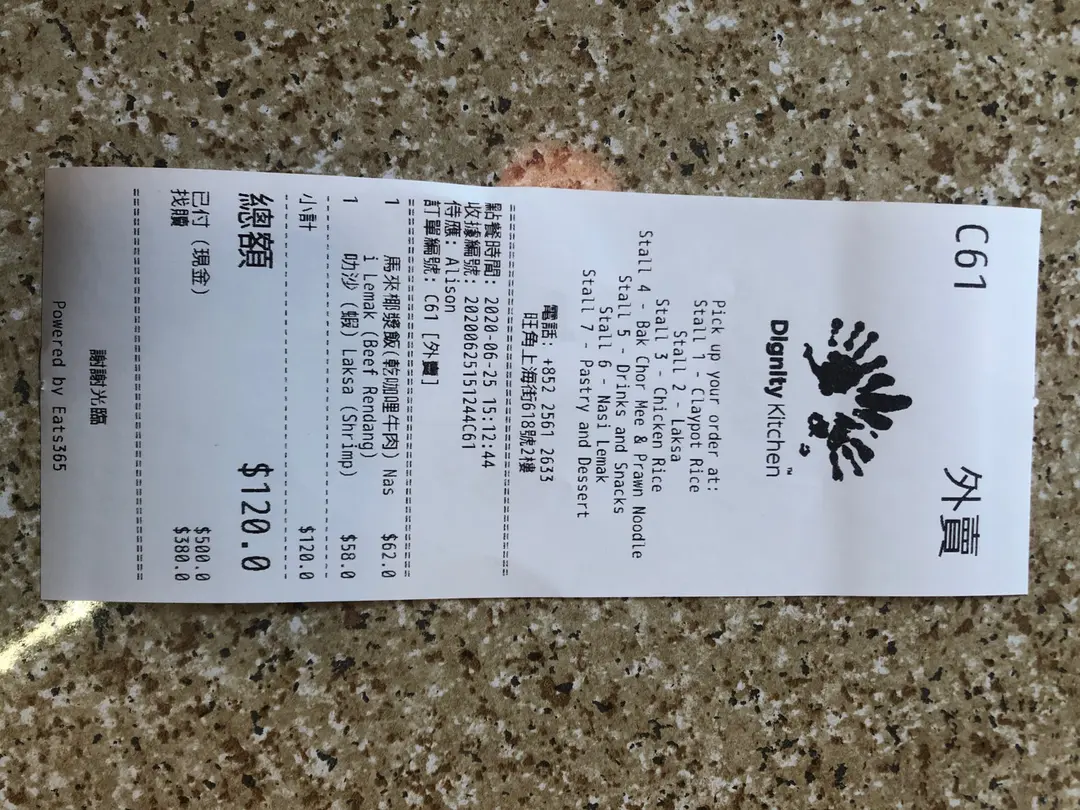 C61 外賣
DIgnIty KItchen™
Pick up your order at:
Stall 1 - Claypot Rice
Stall 2 - Laksa
Stall 3 - Chicken Rice
Stall 4 - Bak Chor Mee & Prawn Noodle
Stall 5 - Drinks and Snacks
Stall 6 - Nasi Lemak
Stall 7 - Pastry and Dessert
電話: +852 2561 2633
旺角上海街618號2樓
點餐時間: 2020-06-25 15:12:44
收據編號: 20200625151244C61
侍應: Alison
訂單編號: C61 [外賣]
1 馬來椰漿飯(乾咖哩牛肉) Nas $62.0
i Lemak (Beef Rendang)
1 叻沙 (蝦) Laksa (Shrimp) $58.0
小計 $120.0
總額 $120.0
已付 (現金) $500.0
找贖 $380.0
謝謝光臨
Powered by Eats365